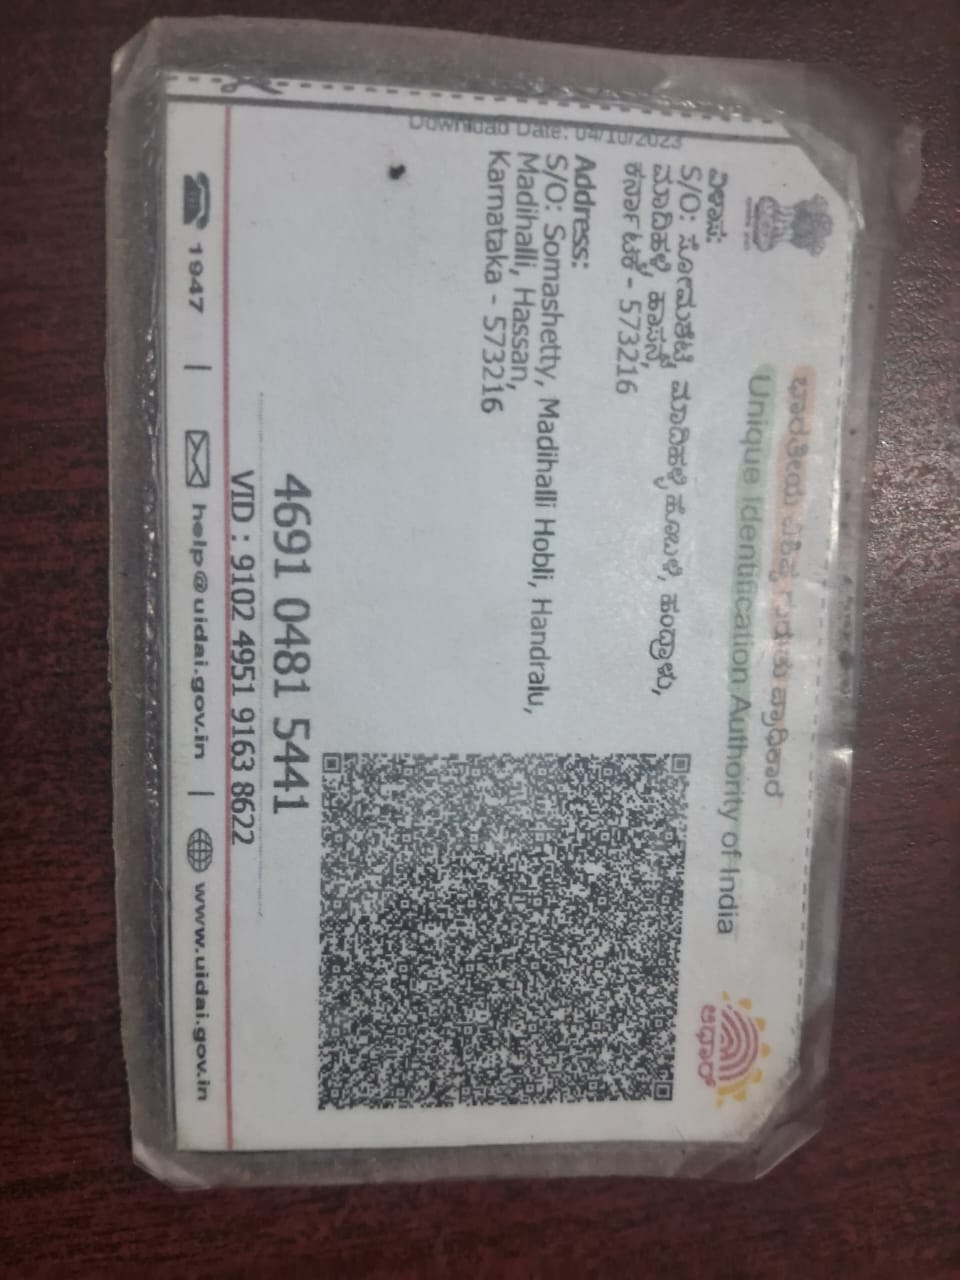 ಭಾರತೀಯ ವಿಶಿಷ್ಟ ಗುರುತು ಪ್ರಾಧಿಕಾರ
Unique Identification Authority of India
ಆಧಾರ್
ವಿಳಾಸ:
S/O: ಸೋಮಶೆಟ್ಟಿ, ಮಾದಿಹಳ್ಳಿ ಹೋಬಳಿ, ಹಂದ್ರಾಳು,
ಮಾದಿಹಳ್ಳಿ, ಹಾಸನ,
ಕರ್ನಾಟಕ - 573216
Address:
S/O: Somashetty, Madihalli Hobli, Handralu,
Madihalli, Hassan,
Karnataka - 573216
Download Date: 04/10/2023
4691 0481 5441
VID : 9102 4951 9163 8622
1947 | help@uidai.gov.in | www.uidai.gov.in